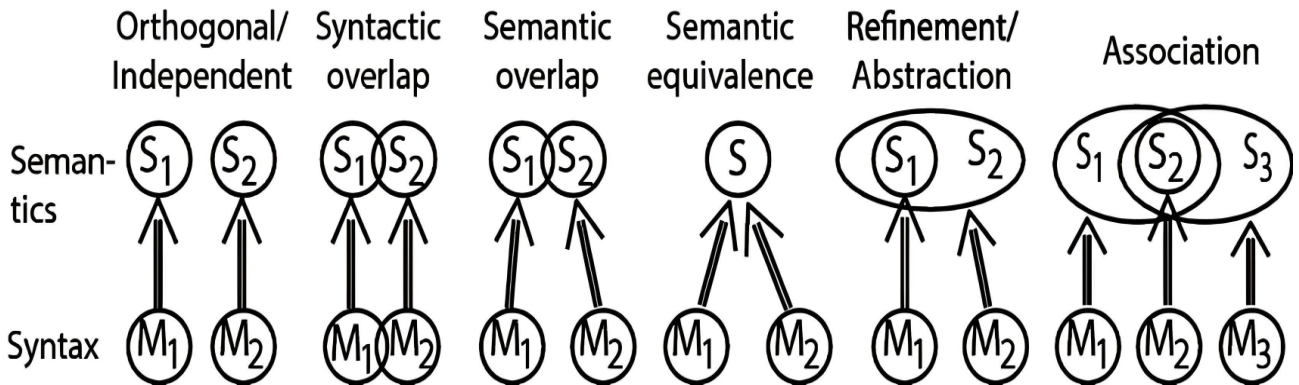 Orthogonal/
Independent
Syntactic
overlap
Semantic
overlap
Semantic
equivalence
Refinement/
Abstraction
Association
Seman-
tics
S₁ S₂ S₁ S₂ S₁ S₂ S S₁ S₂ S₁ S₂ S₃
Syntax M₁ M₂ M₁ M₂ M₁ M₂ M₁ M₂ M₁ M₂ M₁ M₂ M₃